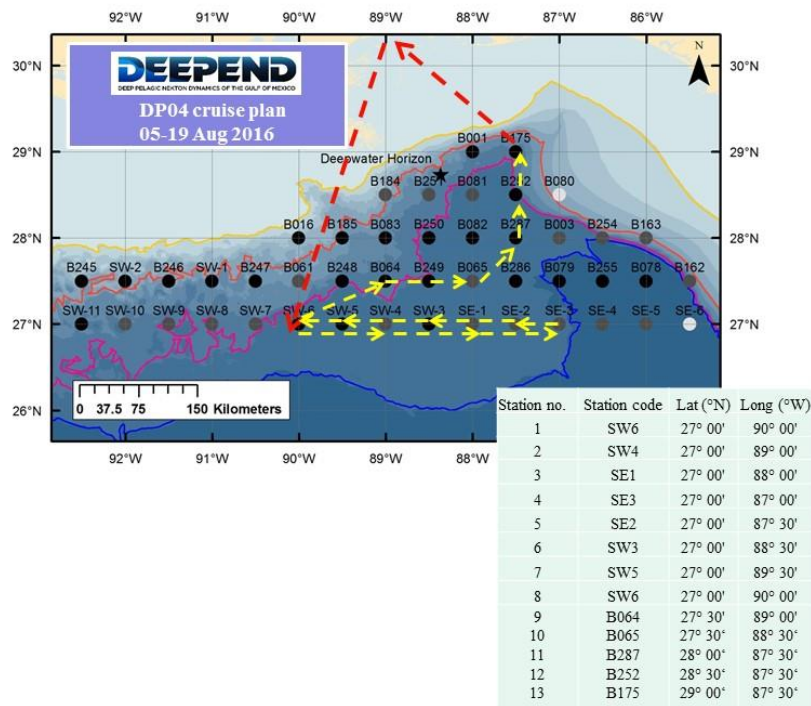 92°W 91°W 90°W 89°W 88°W 87°W 86°W
30°N
29°N
28°N
27°N
26°N
30°N
29°N
28°N
27°N
26°N
DEEPEND
DEEP PELAGIC NEKTON DYNAMICS OF THE GULF OF MEXICO
DP04 cruise plan
05-19 Aug 2016
N
Deepwater Horizon
B001 B175
B184 B251 B081 B252 B080
B016 B185 B083 B250 B082 B287 B003 B254 B163
B245 SW-2 B246 SW-1 B247 B061 B248 B064 B249 B065 B286 B079 B255 B078 B162
SW-11 SW-10 SW-9 SW-8 SW-7 SW-6 SW-5 SW-4 SW-3 SE-1 SE-2 SE-3 SE-4 SE-5 SE-6
0 37.5 75 150 Kilometers
92°W 91°W 90°W 89°W 88°W 87°W 86°W
Station no. Station code Lat (°N) Long (°W)
1 SW6 27° 00' 90° 00'
2 SW4 27° 00' 89° 00'
3 SE1 27° 00' 88° 00'
4 SE3 27° 00' 87° 00'
5 SE2 27° 00' 87° 30'
6 SW3 27° 00' 88° 30'
7 SW5 27° 00' 89° 30'
8 SW6 27° 00' 90° 00'
9 B064 27° 30' 89° 00'
10 B065 27° 30‘ 88° 30‘
11 B287 28° 00‘ 87° 30‘
12 B252 28° 30‘ 87° 30‘
13 B175 29° 00‘ 87° 30‘